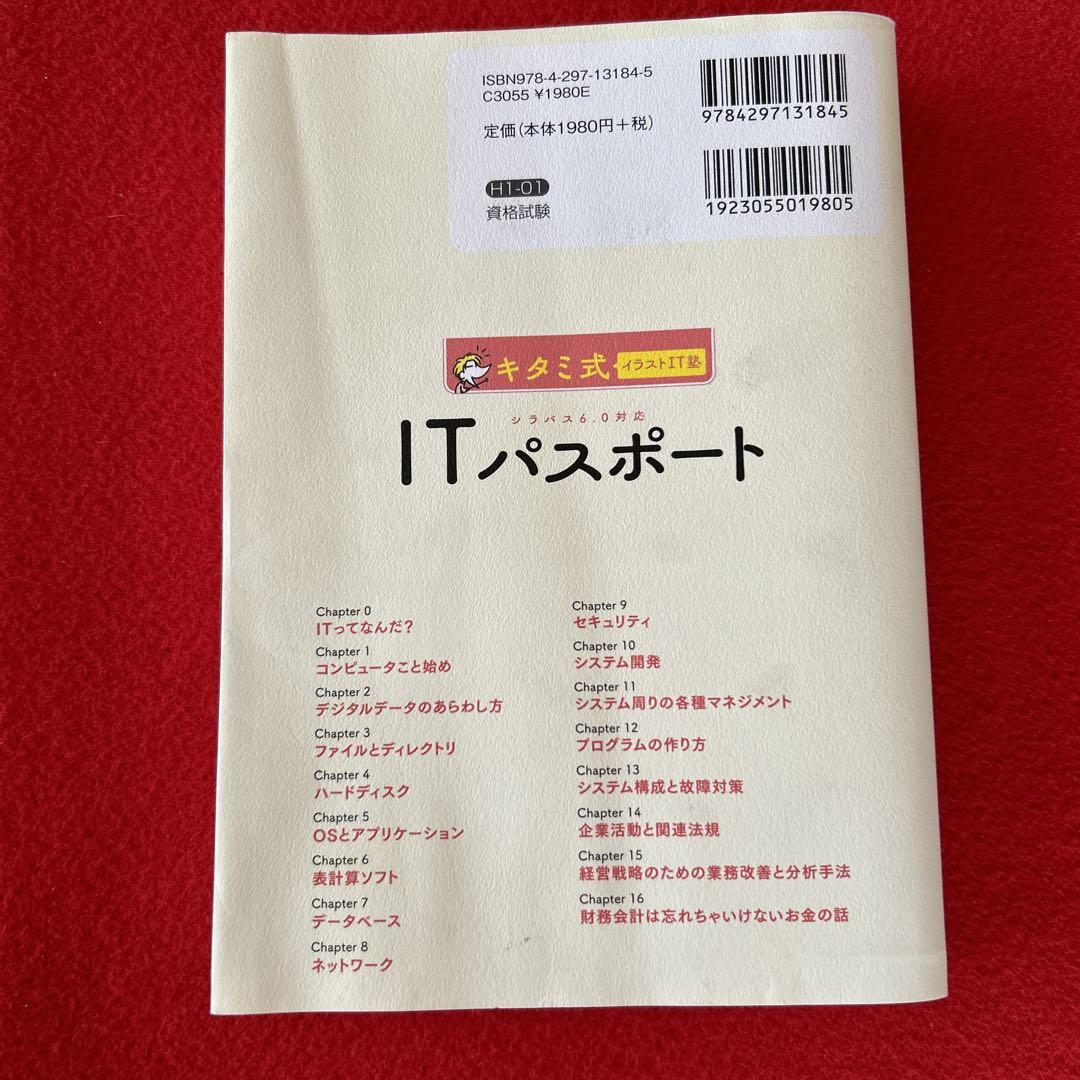 ISBN978-4-297-13184-5
C3055 ¥1980E
定価(本体1980円+税)
H1-01
資格試験
9784297131845
1923055019805
キタミ式
イラストIT塾
シラバス6.0対応
ITパスポート
Chapter 0
ITってなんだ?
Chapter 1
コンピュータこと始め
Chapter 2
デジタルデータのあらわし方
Chapter 3
ファイルとディレクトリ
Chapter 4
ハードディスク
Chapter 5
OSとアプリケーション
Chapter 6
表計算ソフト
Chapter 7
データベース
Chapter 8
ネットワーク
Chapter 9
セキュリティ
Chapter 10
システム開発
Chapter 11
システム周りの各種マネジメント
Chapter 12
プログラムの作り方
Chapter 13
システム構成と故障対策
Chapter 14
企業活動と関連法規
Chapter 15
経営戦略のための業務改善と分析手法
Chapter 16
財務会計は忘れちゃいけないお金の話